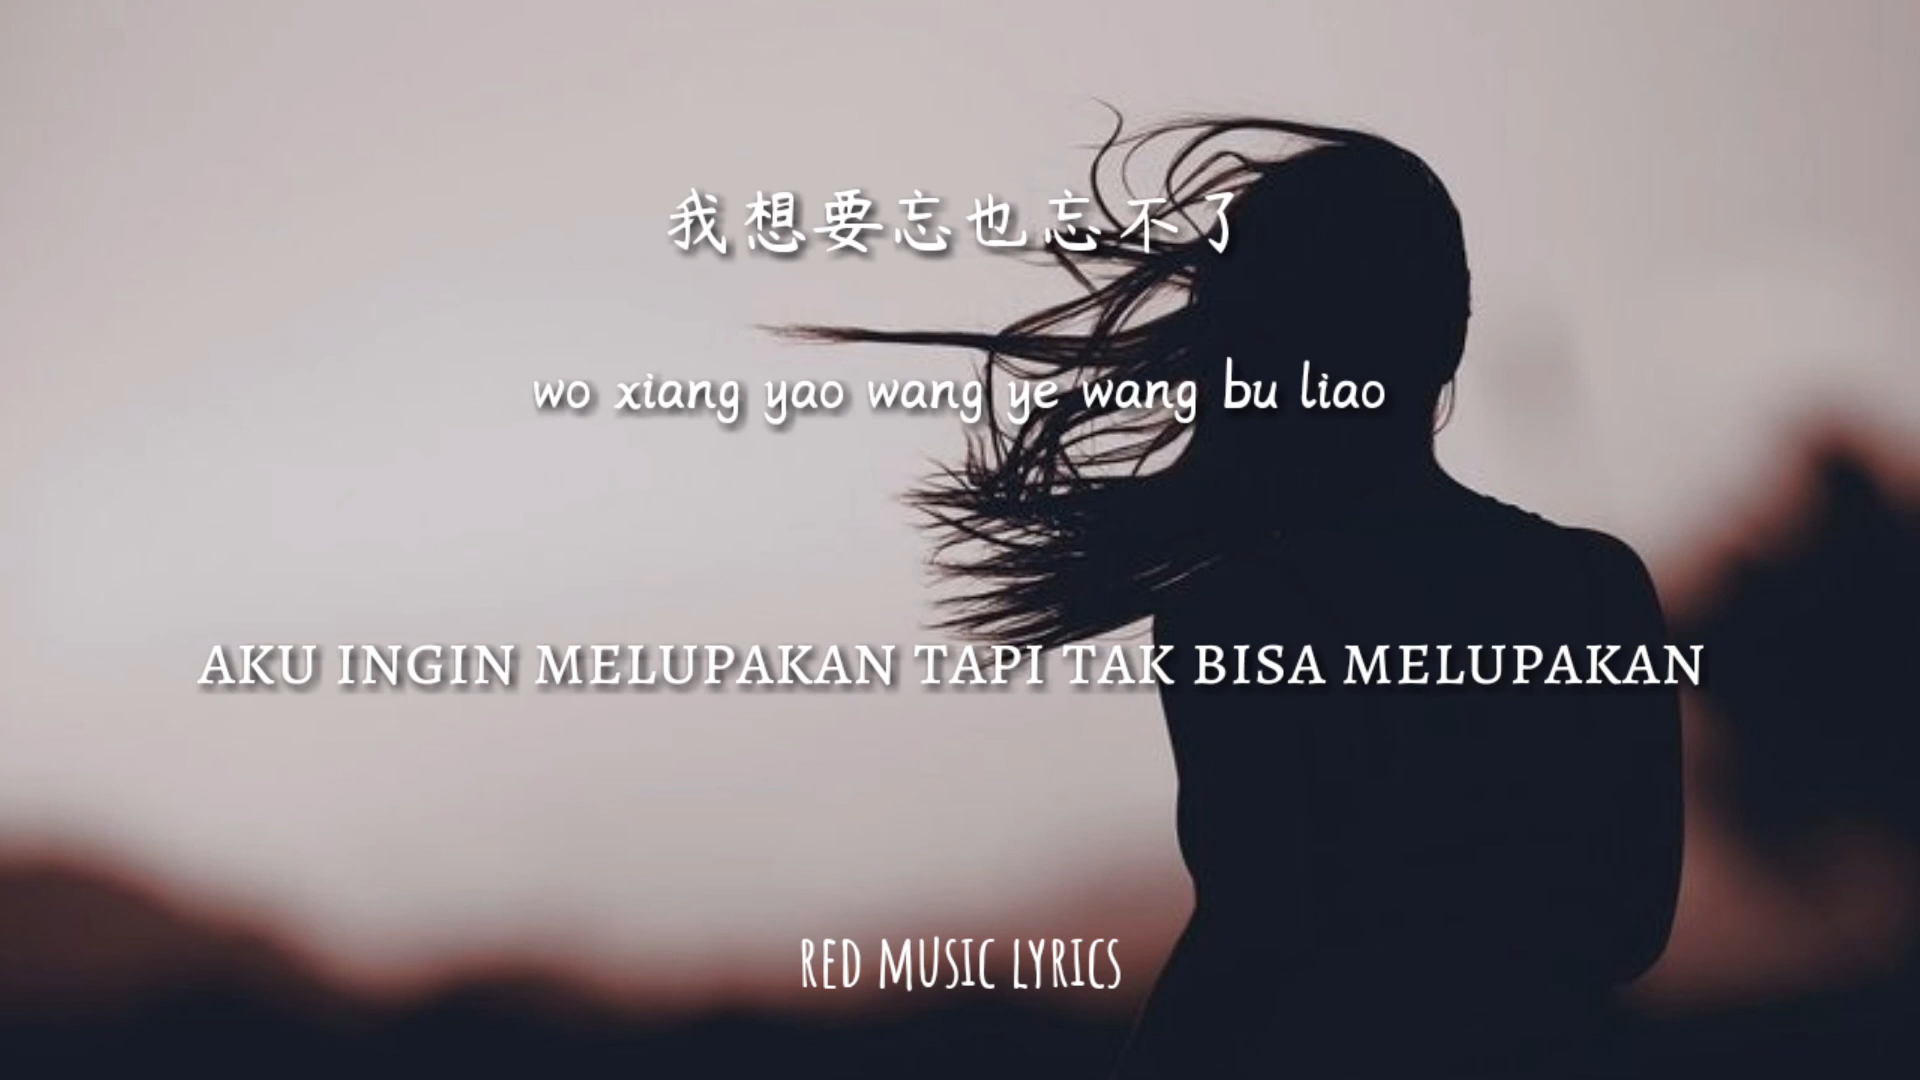 我想要忘也忘不了
wo xiang yao wang ye wang bu liao
AKU INGIN MELUPAKAN TAPI TAK BISA MELUPAKAN
RED MUSIC LYRICS